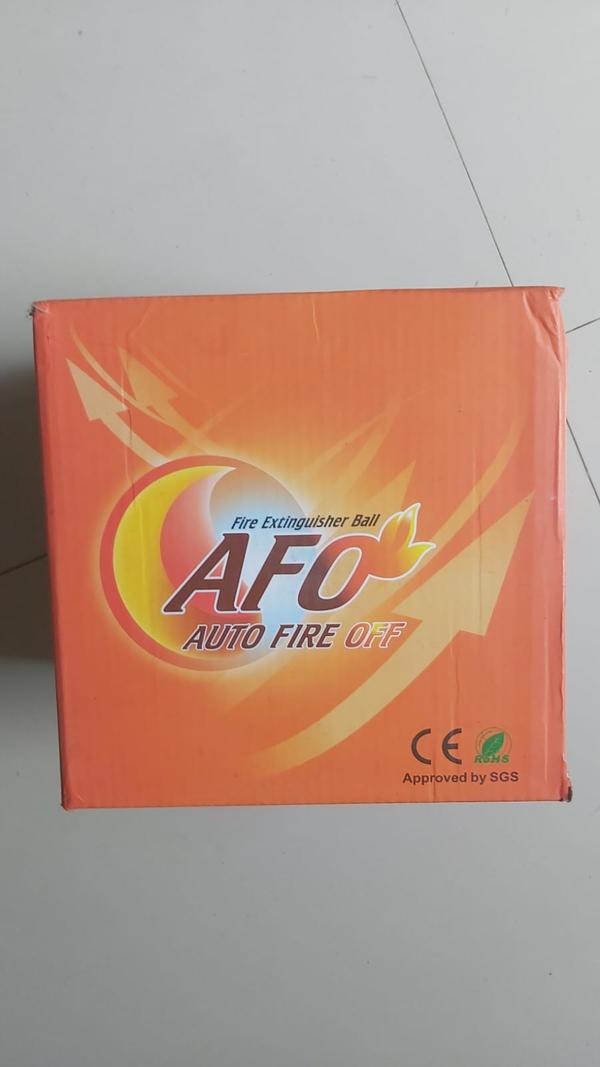 Fire Extinguisher Ball
AFO
AUTO FIRE OFF
CE
RoHS
Approved by SGS